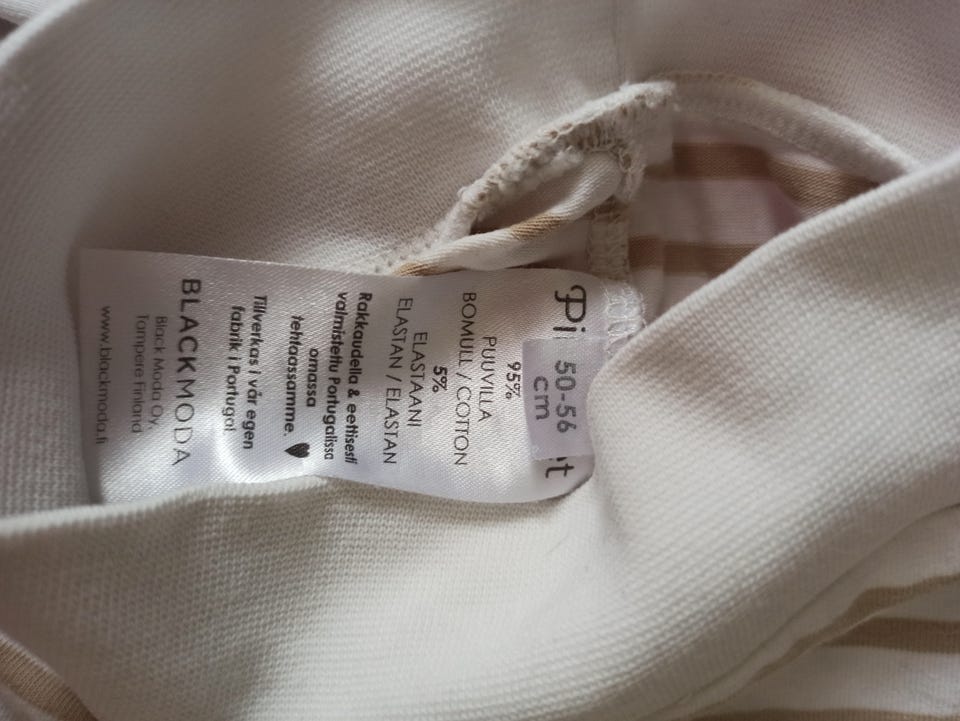 50-56
cm
95%
PUUVILLA
BOMULL / COTTON
5%
ELASTAANI
ELASTAN / ELASTAN
Rakkaudella & eettisesti
valmistettu Portugalissa
omassa
tehtaassamme.
Tillverkas i vår egen
fabrik i Portugal
BLACKMODA
Black Moda Oy,
Tampere Finland
www.blackmoda.fi